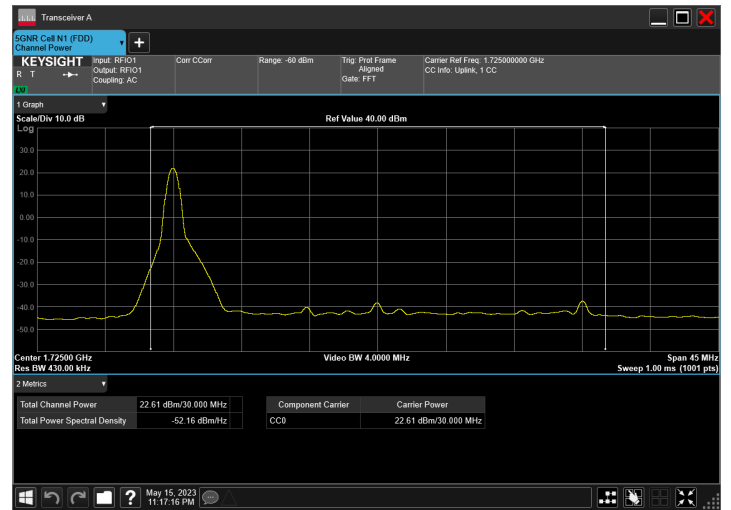 Transceiver A
5GNR Cell N1 (FDD)
Channel Power
KEYSIGHT
R T
LXI
Input: RFIO1
Output: RFIO1
Coupling: AC
Corr CCorr
Range: -60 dBm
Trig: Prot Frame
Aligned
Gate: FFT
Carrier Ref Freq: 1.725000000 GHz
CC Info: Uplink, 1 CC
1 Graph
Scale/Div 10.0 dB
Ref Value 40.00 dBm
Log
30.0
20.0
10.0
0.00
-10.0
-20.0
-30.0
-40.0
-50.0
Center 1.72500 GHz
Video BW 4.0000 MHz
Span 45 MHz
Res BW 430.00 kHz
Sweep 1.00 ms (1001 pts)
2 Metrics
Total Channel Power 22.61 dBm/30.000 MHz
Total Power Spectral Density -52.16 dBm/Hz
Component Carrier Carrier Power
CC0 22.61 dBm/30.000 MHz
?
May 15, 2023
11:17:16 PM